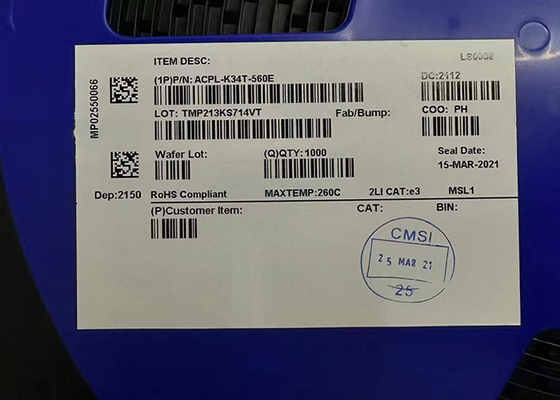 ITEM DESC:
(1P)P/N: ACPL-K34T-560E
DC:2112
LOT: TMP213KS714VT
Fab/Bump:
COO: PH
Wafer Lot:
(Q)QTY: 1000
Seal Date:
15-MAR-2021
MP02550066
Dep:2150
RoHS Compliant
MAXTEMP:260C
2LI CAT:e3
MSL1
(P)Customer Item:
CAT:
BIN:
CMSI
25 MAR 21
25